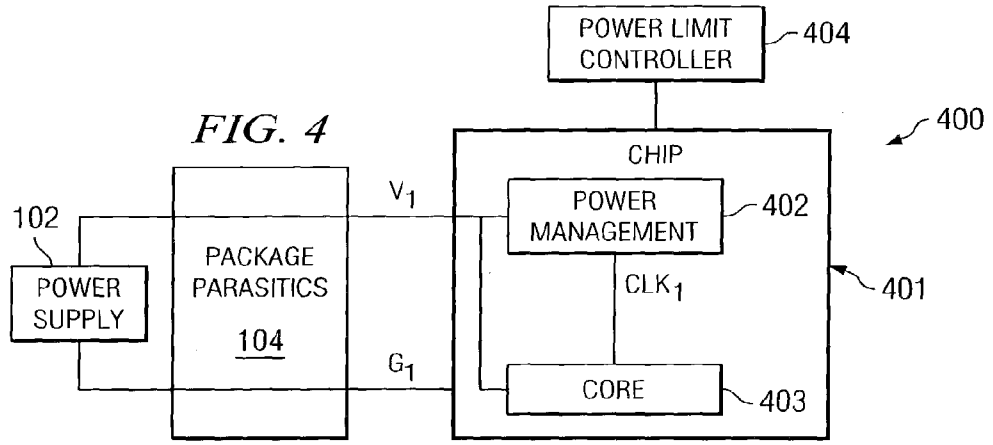 POWER LIMIT
CONTROLLER
404
FIG. 4
400
CHIP
V1
POWER
MANAGEMENT
402
102
PACKAGE
PARASITICS
104
POWER
SUPPLY
CLK1
401
G1
CORE
403